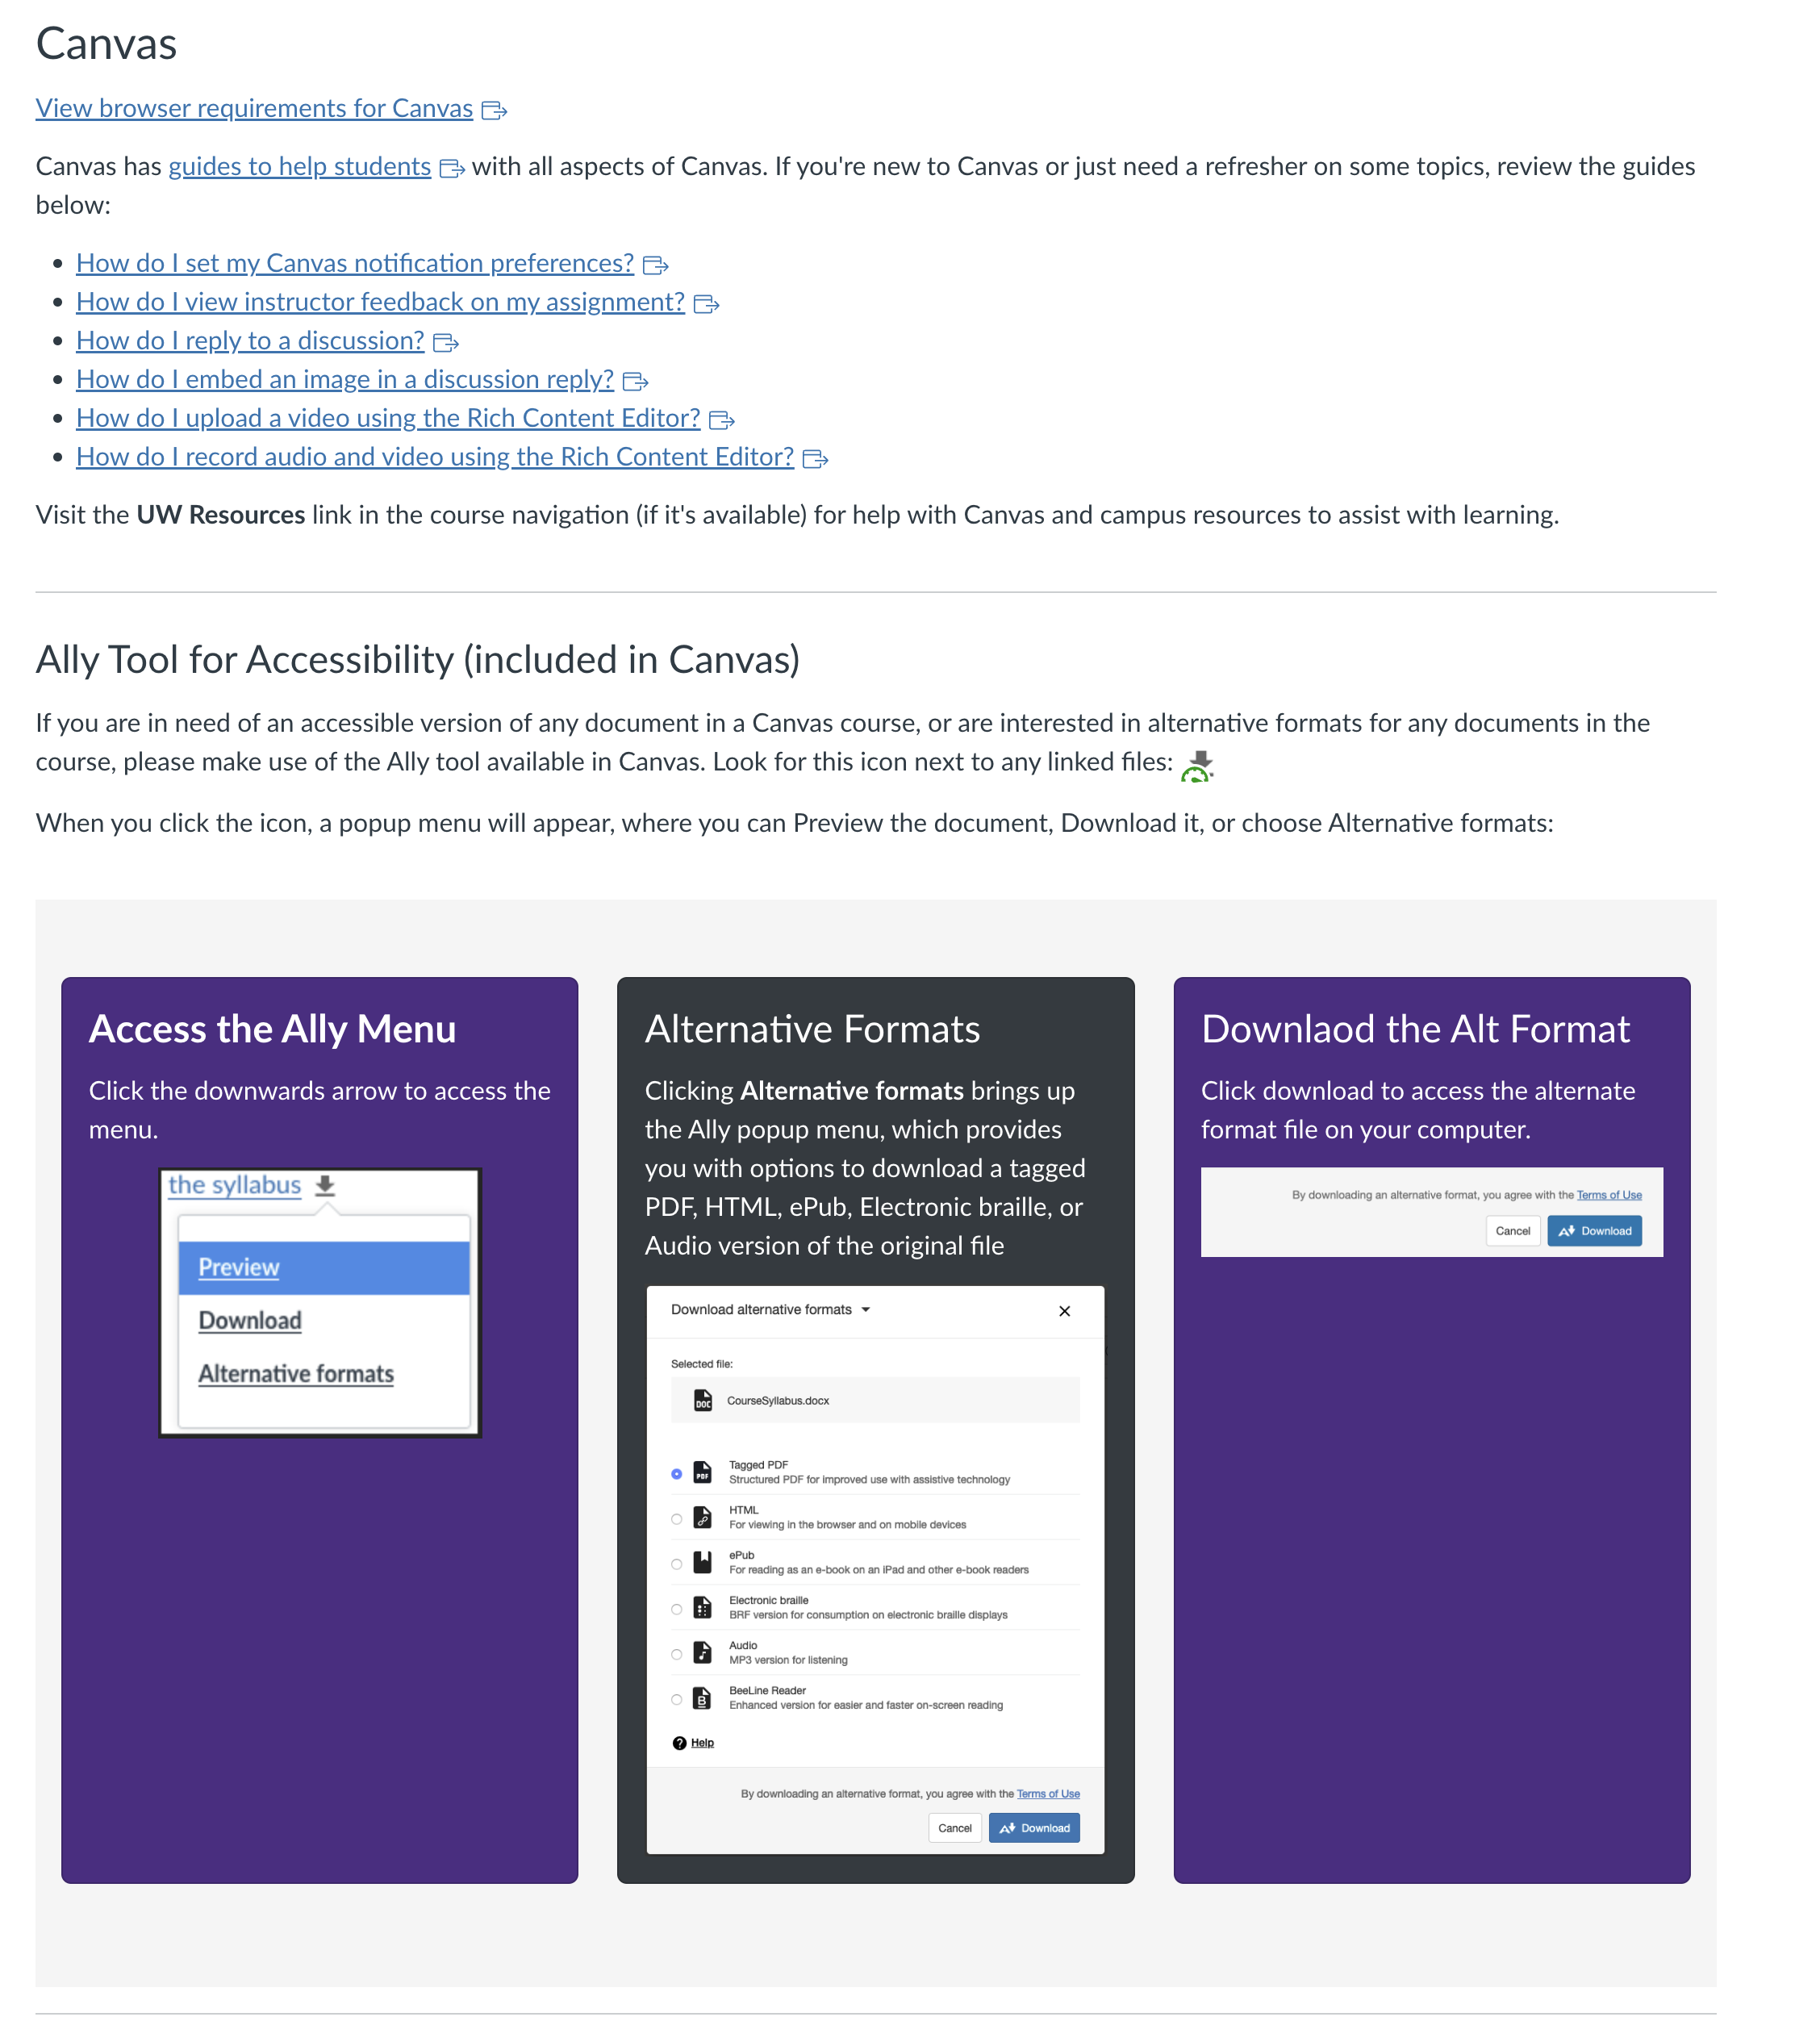 Canvas
View browser requirements for Canvas
Canvas has guides to help students with all aspects of Canvas. If you're new to Canvas or just need a refresher on some topics, review the guides
below:
• How do I set my Canvas notification preferences?
• How do I view instructor feedback on my assignment?
• How do I reply to a discussion?
• How do I embed an image in a discussion reply?
• How do I upload a video using the Rich Content Editor?
• How do I record audio and video using the Rich Content Editor?
Visit the UW Resources link in the course navigation (if it's available) for help with Canvas and campus resources to assist with learning.
Ally Tool for Accessibility (included in Canvas)
If you are in need of an accessible version of any document in a Canvas course, or are interested in alternative formats for any documents in the
course, please make use of the Ally tool available in Canvas. Look for this icon next to any linked files:
When you click the icon, a popup menu will appear, where you can Preview the document, Download it, or choose Alternative formats:
Access the Ally Menu
Click the downwards arrow to access the
menu.
the syllabus
Preview
Download
Alternative formats
Alternative Formats
Clicking Alternative formats brings up
the Ally popup menu, which provides
you with options to download a tagged
PDF, HTML, ePub, Electronic braille, or
Audio version of the original file
Download alternative formats
Selected file:
DOC CourseSyllabus.docx
PDF Tagged PDF
Structured PDF for improved use with assistive technology
HTML
For viewing in the browser and on mobile devices
ePub
For reading as an e-book on an iPad and other e-book readers
Electronic braille
BRF version for consumption on electronic braille displays
Audio
MP3 version for listening
B BeeLine Reader
Enhanced version for easier and faster on-screen reading
? Help
By downloading an alternative format, you agree with the Terms of Use
Cancel A Download
Downlaod the Alt Format
Click download to access the alternate
format file on your computer.
By downloading an alternative format, you agree with the Terms of Use
Cancel A Download